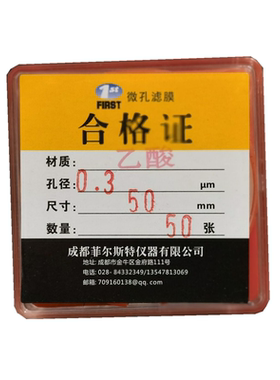 1st
FIRST 微孔滤膜
合格证
材质：乙酸
孔径：0.3 μm
尺寸：50 mm
数量：50 张
成都菲尔斯特仪器有限公司
地址：成都市金牛区金府路111号
电话：028- 84332349/13547813069
邮箱：709160138@qq.com